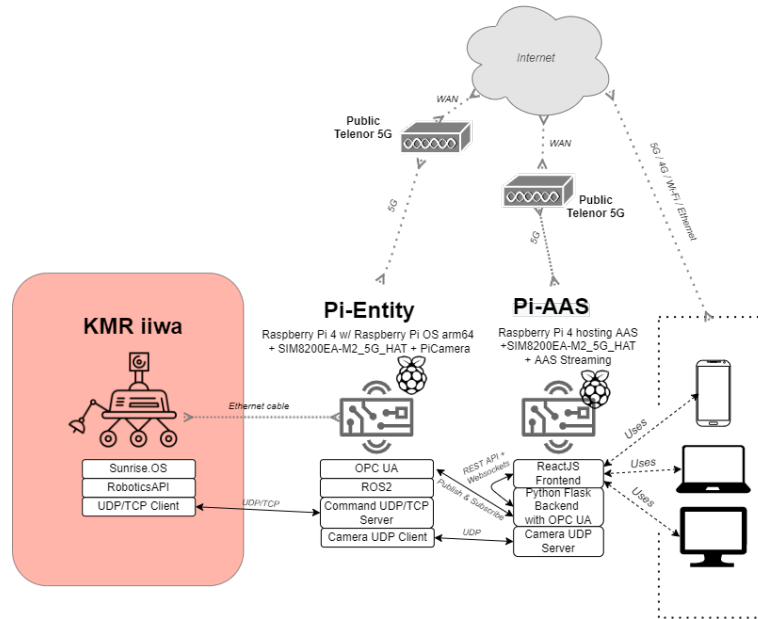 Internet
WAN
Public
Telenor 5G
WAN
Public
Telenor 5G
5G
5G
5G / 4G / Wi-Fi / Ethernet
KMR iiwa
Pi-Entity
Raspberry Pi 4 w/ Raspberry Pi OS arm64
+ SIM8200EA-M2_5G_HAT + PiCamera
Pi-AAS
Raspberry Pi 4 hosting AAS
+SIM8200EA-M2_5G_HAT
+ AAS Streaming
Ethernet cable
Sunrise.OS
RoboticsAPI
UDP/TCP Client
UDP/TCP
OPC UA
ROS2
Command UDP/TCP
Server
Camera UDP Client
REST API +
Websockets
Publish & Subscribe
UDP
ReactJS
Frontend
Python Flask
Backend
with OPC UA
Camera UDP
Server
Uses
Uses
Uses